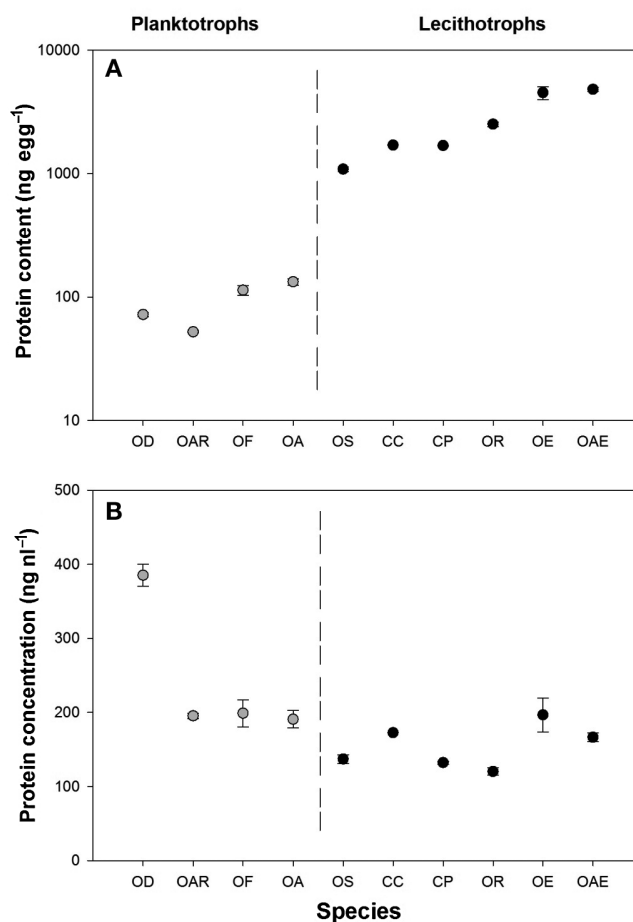 Planktotrophs Lecithotrophs
A
Protein content (ng egg⁻¹)
10000
1000
100
10
OD OAR OF OA OS CC CP OR OE OAE
B
Protein concentration (ng nl⁻¹)
500
400
300
200
100
0
OD OAR OF OA OS CC CP OR OE OAE
Species